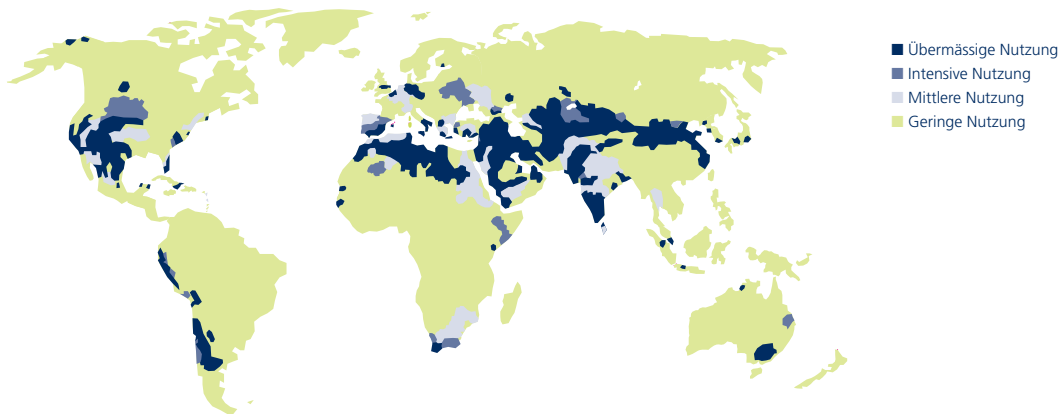 Übermässige Nutzung
Intensive Nutzung
Mittlere Nutzung
Geringe Nutzung